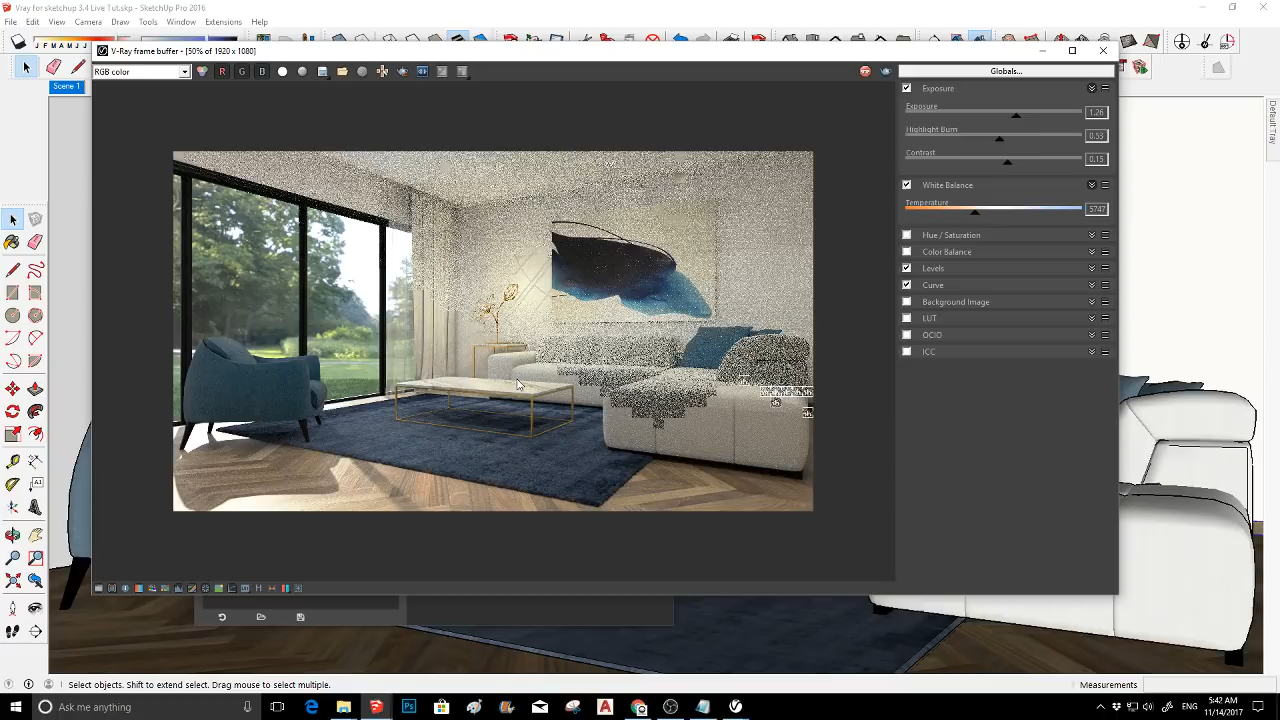 Vray for sketchup 3.4 Live Tut.skp - SketchUp Pro 2016
File Edit View Camera Draw Tools Window Extensions Help
J F M A M J
V-Ray frame buffer - [50% of 1920 x 1080]
RGB color
R G B
Globals...
Scene 1
Exposure
Exposure
1.26
Highlight Burn
0.53
Contrast
0.15
White Balance
Temperature
5747
Hue / Saturation
Color Balance
Levels
Curve
Background Image
LUT
OCIO
ICC
Default Tray
Select objects. Shift to extend select. Drag mouse to select multiple.
Measurements
Ask me anything
5:42 AM
11/14/2017